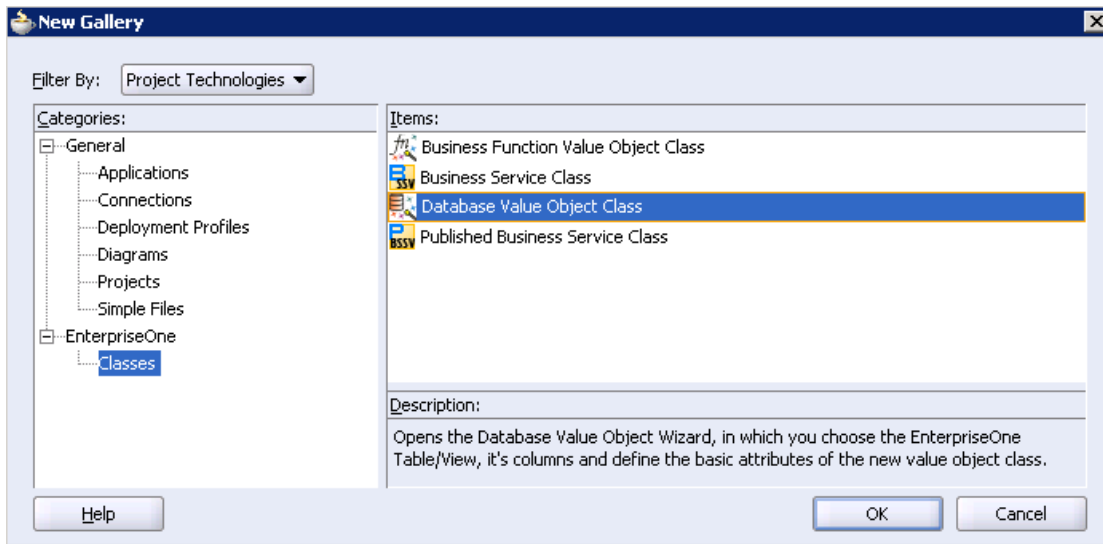 New Gallery
Filter By: Project Technologies
Categories:
General
Applications
Connections
Deployment Profiles
Diagrams
Projects
Simple Files
EnterpriseOne
Classes
Items:
fn Business Function Value Object Class
B SSV Business Service Class
Database Value Object Class
P BSSV Published Business Service Class
Description:
Opens the Database Value Object Wizard, in which you choose the EnterpriseOne
Table/View, it's columns and define the basic attributes of the new value object class.
Help OK Cancel